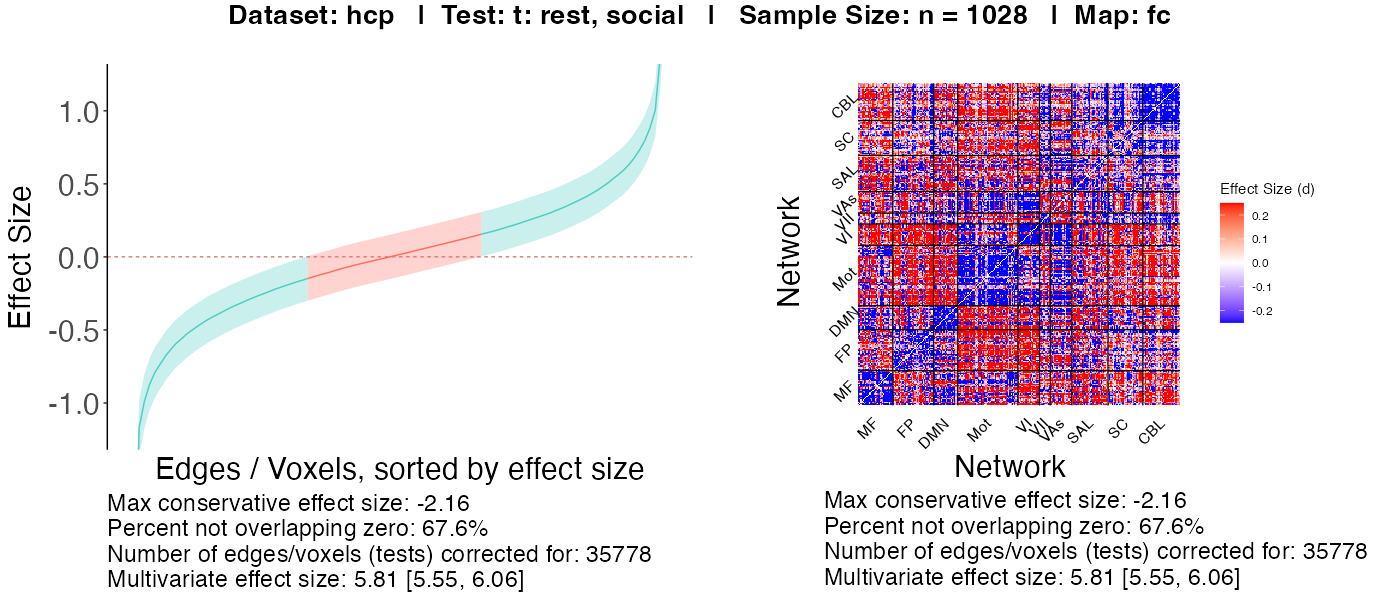 Dataset: hcp | Test: t: rest, social | Sample Size: n = 1028 | Map: fc
Effect Size
1.0
0.5
0.0
-0.5
-1.0
Edges / Voxels, sorted by effect size
Max conservative effect size: -2.16
Percent not overlapping zero: 67.6%
Number of edges/voxels (tests) corrected for: 35778
Multivariate effect size: 5.81 [5.55, 6.06]
Network
CBL
SC
SAL
VAs
VII
VI
Mot
DMN
FP
MF
MF
FP
DMN
Mot
VI
VII
VAs
SAL
SC
CBL
Network
Effect Size (d)
0.2
0.1
0.0
-0.1
-0.2
Max conservative effect size: -2.16
Percent not overlapping zero: 67.6%
Number of edges/voxels (tests) corrected for: 35778
Multivariate effect size: 5.81 [5.55, 6.06]